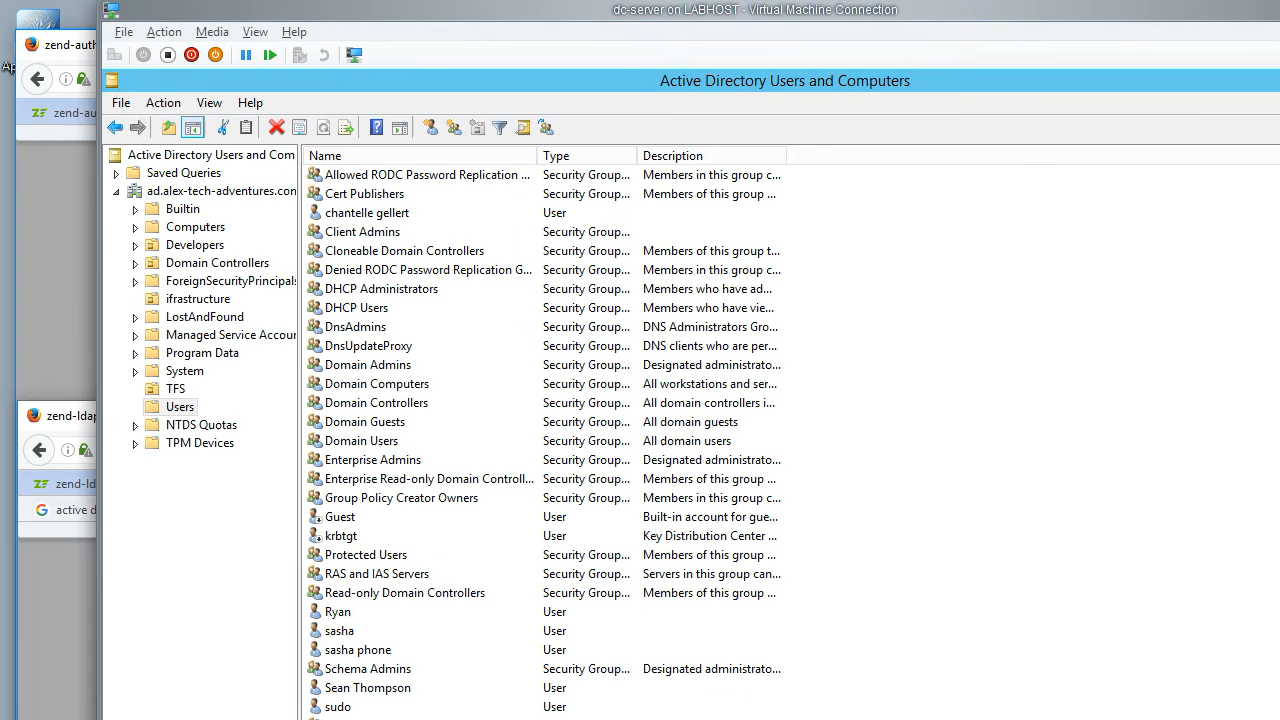 dc-server on LABHOST - Virtual Machine Connection
File Action Media View Help
zend-auth
Active Directory Users and Computers
File Action View Help
zend-au
Active Directory Users and Com
Saved Queries
ad.alex-tech-adventures.con
Builtin
Computers
Developers
Domain Controllers
ForeignSecurityPrincipals
ifrastructure
LostAndFound
Managed Service Accour
Program Data
System
TFS
Users
NTDS Quotas
TPM Devices
zend-ldap
zend-ld
active d
Name Type Description
Allowed RODC Password Replication ... Security Group... Members in this group c...
Cert Publishers Security Group... Members of this group ...
chantelle gellert User
Client Admins Security Group...
Cloneable Domain Controllers Security Group... Members of this group t...
Denied RODC Password Replication G... Security Group... Members in this group c...
DHCP Administrators Security Group... Members who have ad...
DHCP Users Security Group... Members who have vie...
DnsAdmins Security Group... DNS Administrators Gro...
DnsUpdateProxy Security Group... DNS clients who are per...
Domain Admins Security Group... Designated administrato...
Domain Computers Security Group... All workstations and ser...
Domain Controllers Security Group... All domain controllers i...
Domain Guests Security Group... All domain guests
Domain Users Security Group... All domain users
Enterprise Admins Security Group... Designated administrato...
Enterprise Read-only Domain Controll... Security Group... Members of this group ...
Group Policy Creator Owners Security Group... Members in this group c...
Guest User Built-in account for gue...
krbtgt User Key Distribution Center ...
Protected Users Security Group... Members of this group ...
RAS and IAS Servers Security Group... Servers in this group can...
Read-only Domain Controllers Security Group... Members of this group ...
Ryan User
sasha User
sasha phone User
Schema Admins Security Group... Designated administrato...
Sean Thompson User
sudo User